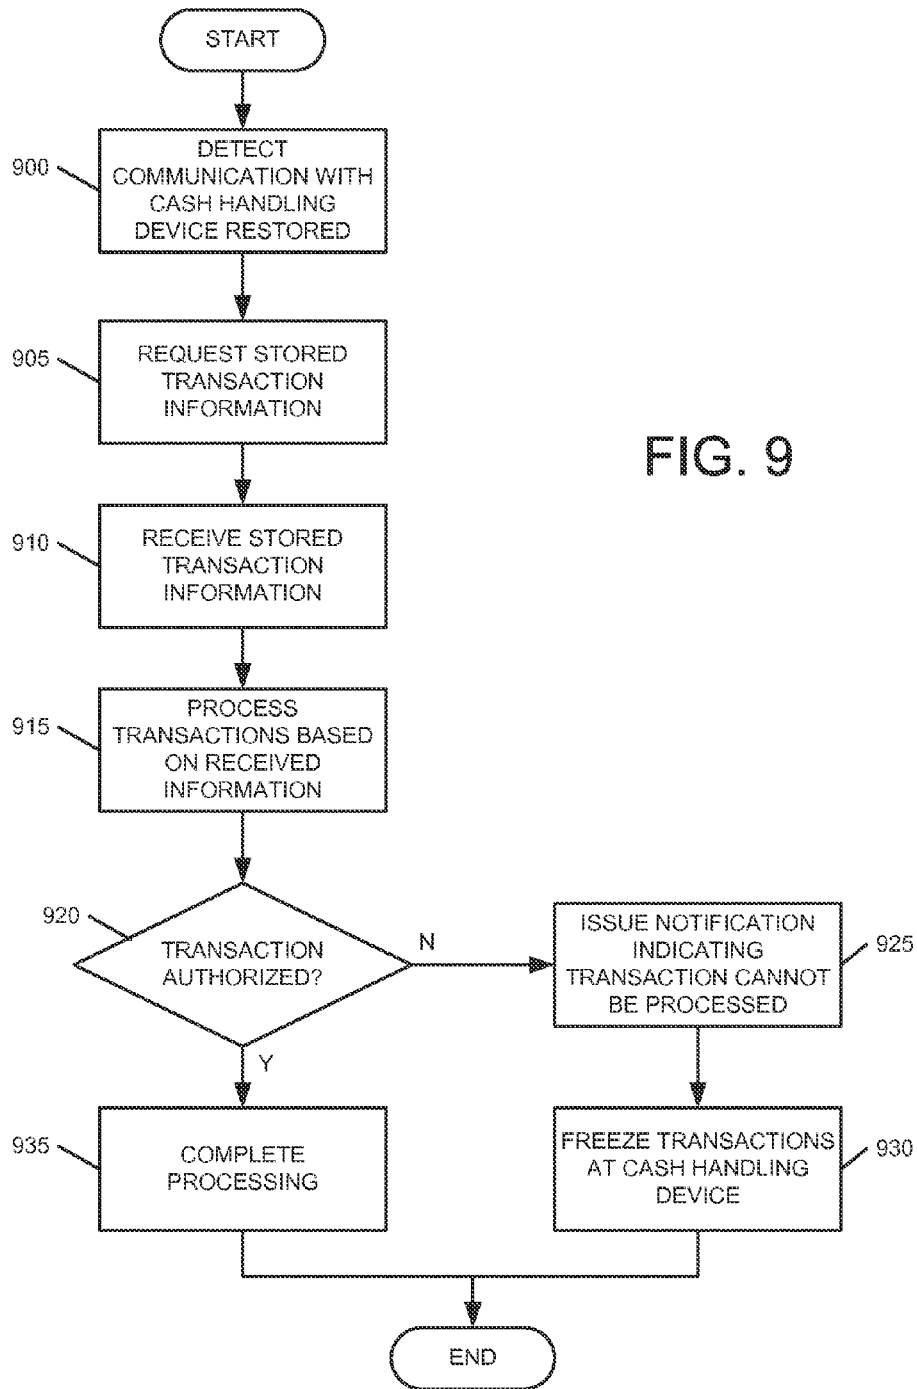 START
900
DETECT
COMMUNICATION WITH
CASH HANDLING
DEVICE RESTORED
905
REQUEST STORED
TRANSACTION
INFORMATION
FIG. 9
910
RECEIVE STORED
TRANSACTION
INFORMATION
915
PROCESS
TRANSACTIONS BASED
ON RECEIVED
INFORMATION
920
TRANSACTION
AUTHORIZED?
N
ISSUE NOTIFICATION
INDICATING
TRANSACTION CANNOT
BE PROCESSED
925
Y
935
COMPLETE
PROCESSING
FREEZE TRANSACTIONS
AT CASH HANDLING
DEVICE
930
END